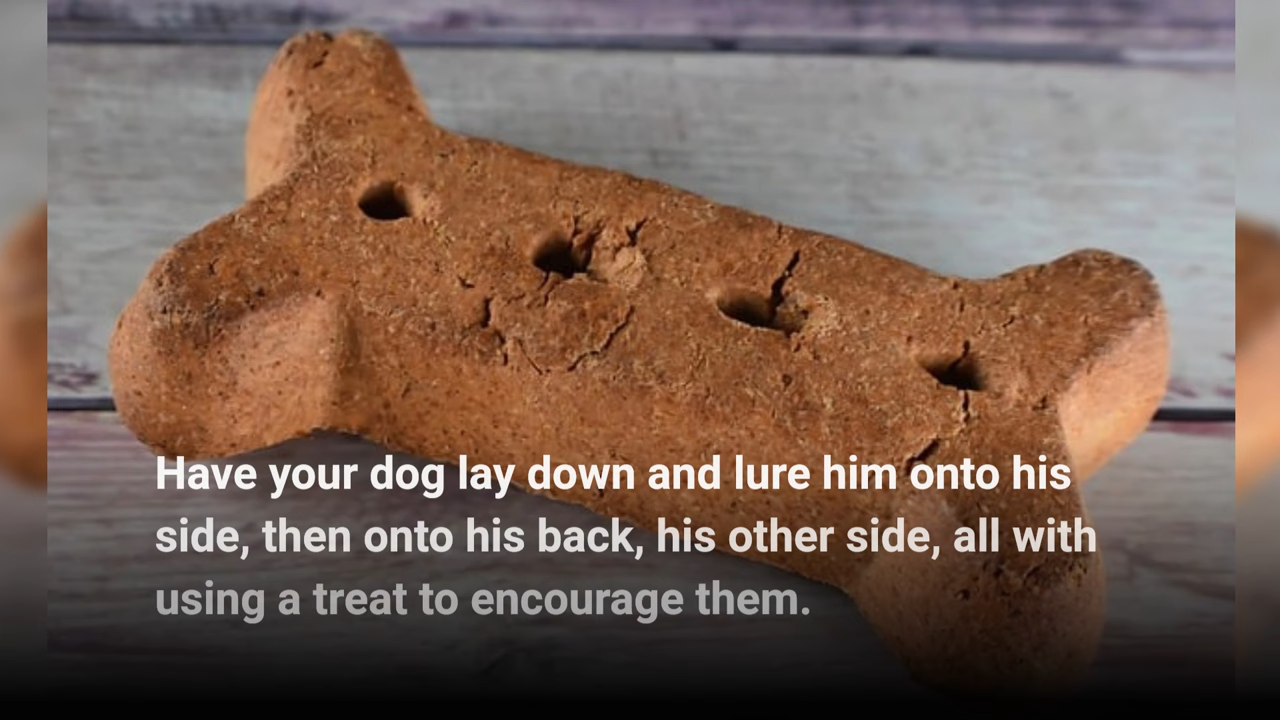 Have your dog lay down and lure him onto his
side, then onto his back, his other side, all with
using a treat to encourage them.